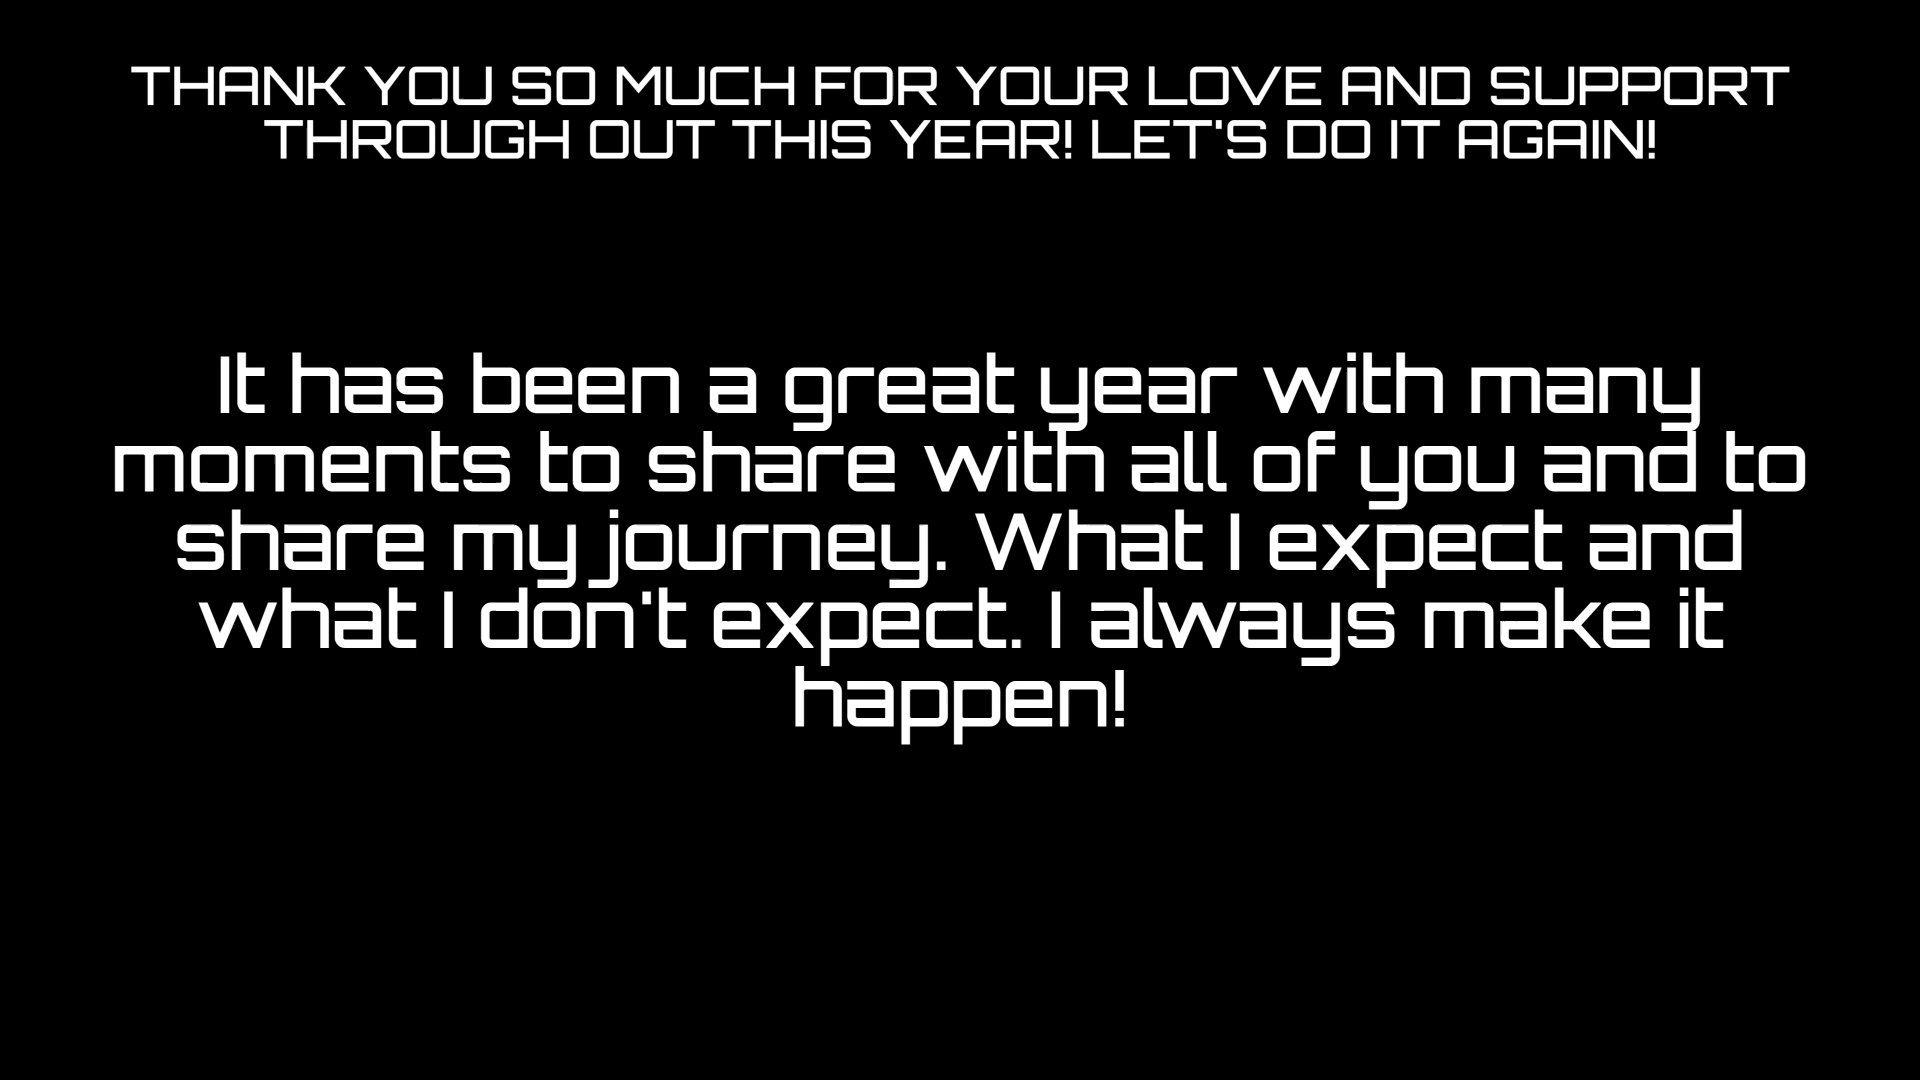 THANK YOU SO MUCH FOR YOUR LOVE AND SUPPORT
THROUGH OUT THIS YEAR! LET'S DO IT AGAIN!
It has been a great year with many
moments to share with all of you and to
share my journey. What I expect and
what I don't expect. I always make it
happen!